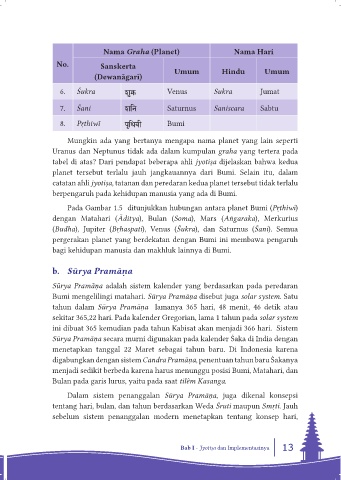 Nama Graha (Planet) Nama Hari
No. Sanskerta (Dewanāgarī) Umum Hindu Umum
6. Śukra शुक्र Venus Sukra Jumat
7. Śani शनि Saturnus Saniscara Sabtu
8. Pṛthiwī पृथिवी Bumi
Mungkin ada yang bertanya mengapa nama planet yang lain seperti
Uranus dan Neptunus tidak ada dalam kumpulan graha yang tertera pada
tabel di atas? Dari pendapat beberapa ahli jyotiṣa dijelaskan bahwa kedua
planet tersebut terlalu jauh jangkauannya dari Bumi. Selain itu, dalam
catatan ahli jyotiṣa, tatanan dan peredaran kedua planet tersebut tidak terlalu
berpengaruh pada kehidupan manusia yang ada di Bumi.
Pada Gambar 1.5 ditunjukkan hubungan antara planet Bumi (Pṛthiwī)
dengan Matahari (Āditya), Bulan (Soma), Mars (Aṅgaraka), Merkurius
(Budha), Jupiter (Bṛhaspati), Venus (Śukra), dan Saturnus (Śani). Semua
pergerakan planet yang berdekatan dengan Bumi ini membawa pengaruh
bagi kehidupan manusia dan makhluk lainnya di Bumi.
b. Sūrya Pramāṇa
Sūrya Pramāṇa adalah sistem kalender yang berdasarkan pada peredaran
Bumi mengelilingi matahari. Sūrya Pramāṇa disebut juga solar system. Satu
tahun dalam Sūrya Pramāṇa lamanya 365 hari, 48 menit, 46 detik atau
sekitar 365,22 hari. Pada kalender Gregorian, lama 1 tahun pada solar system
ini dibuat 365 kemudian pada tahun Kabisat akan menjadi 366 hari. Sistem
Sūrya Pramāṇa secara murni digunakan pada kalender Śaka di India dengan
menetapkan tanggal 22 Maret sebagai tahun baru. Di Indonesia karena
digabungkan dengan sistem Candra Pramāṇa, penentuan tahun baru Śakanya
menjadi sedikit berbeda karena harus menunggu posisi Bumi, Matahari, dan
Bulan pada garis lurus, yaitu pada saat tilĕm Kasanga.
Dalam sistem penanggalan Sūrya Pramāṇa, juga dikenal konsepsi
tentang hari, bulan, dan tahun berdasarkan Weda Śruti maupun Smṛti. Jauh
sebelum sistem penanggalan modern menetapkan tentang konsep hari,
Bab I - Jyotiṣa dan Implementasinya 13